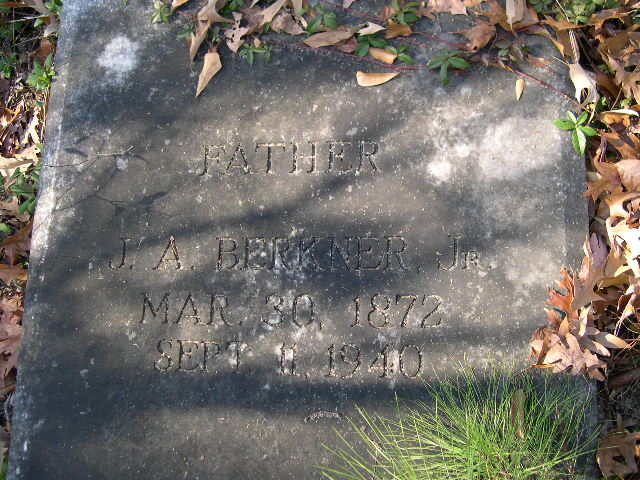 FATHER
J. A. BERKNER, JR.
MAR. 30, 1872
SEPT. 11, 1940